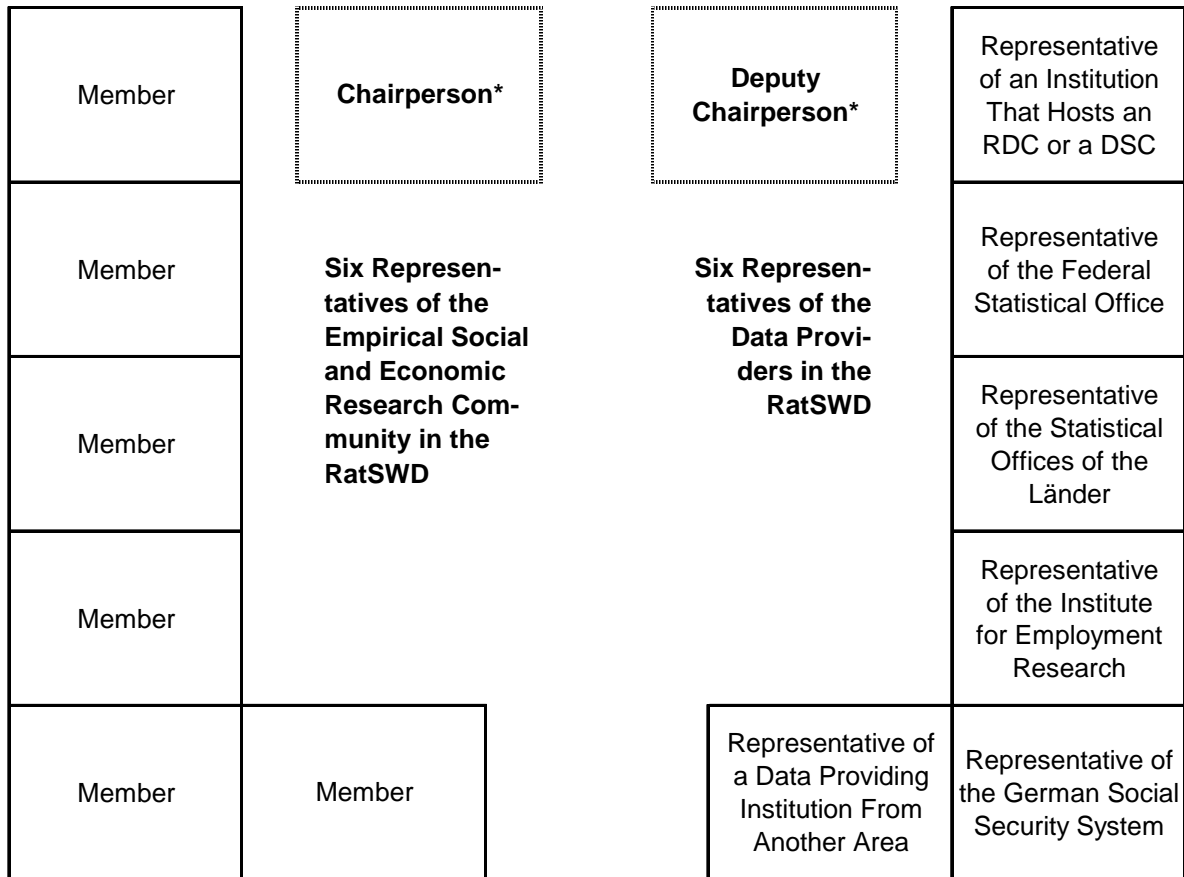 Member
Chairperson*
Deputy
Chairperson*
Representative
of an Institution
That Hosts an
RDC or a DSC
Member
Six Represen-
tatives of the
Empirical Social
and Economic
Research Com-
munity in the
RatSWD
Six Represen-
tatives of the
Data Provi-
ders in the
RatSWD
Representative
of the Federal
Statistical Office
Member
Representative
of the Statistical
Offices of the
Länder
Member
Representative
of the Institute
for Employment
Research
Member
Member
Representative of
a Data Providing
Institution From
Another Area
Representative of
the German Social
Security System